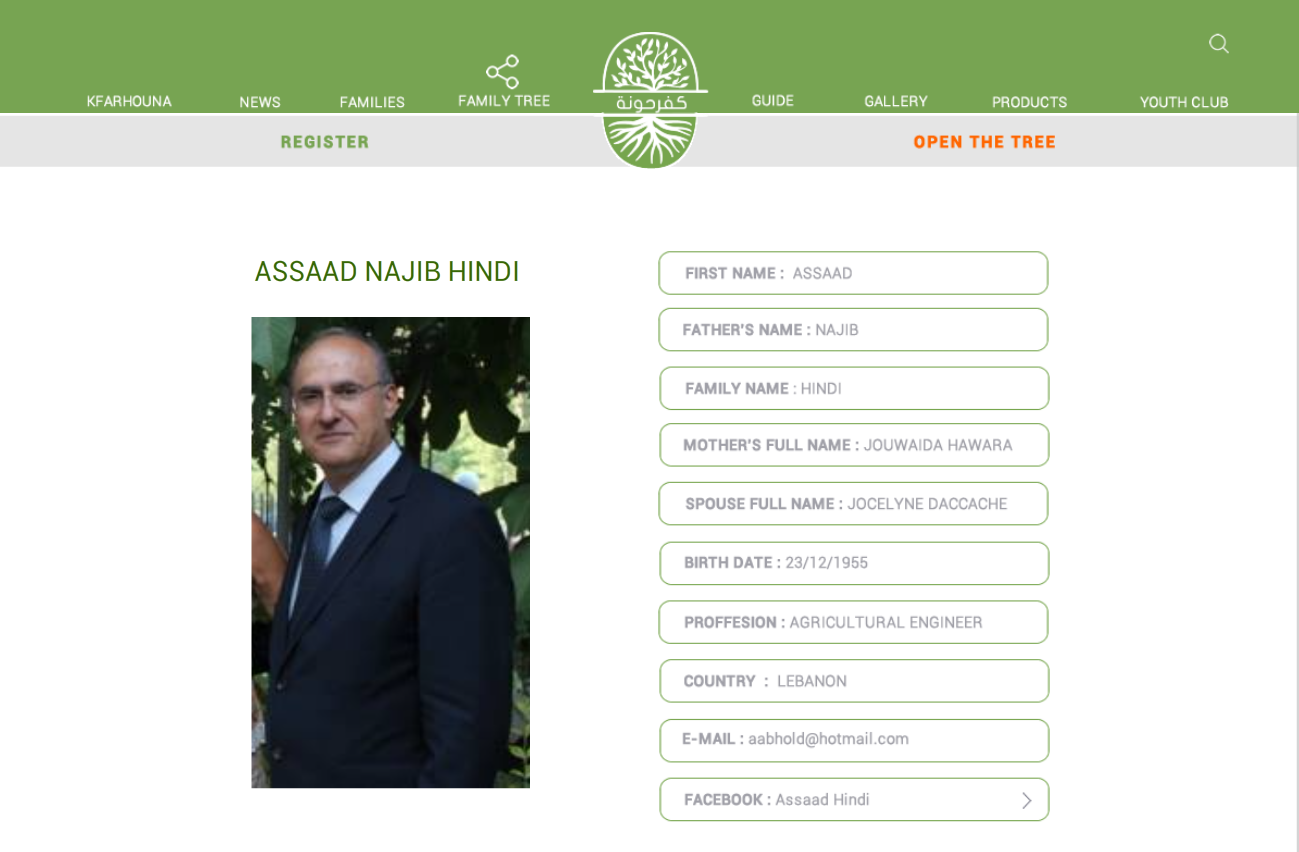 KFARHOUNA
NEWS
FAMILIES
FAMILY TREE
كفرحونة
GUIDE
GALLERY
PRODUCTS
YOUTH CLUB
REGISTER
OPEN THE TREE
ASSAAD NAJIB HINDI
FIRST NAME : ASSAAD
FATHER'S NAME : NAJIB
FAMILY NAME : HINDI
MOTHER'S FULL NAME : JOUWAIDA HAWARA
SPOUSE FULL NAME : JOCELYNE DACCACHE
BIRTH DATE : 23/12/1955
PROFFESION : AGRICULTURAL ENGINEER
COUNTRY : LEBANON
E-MAIL : aabhold@hotmail.com
FACEBOOK : Assaad Hindi